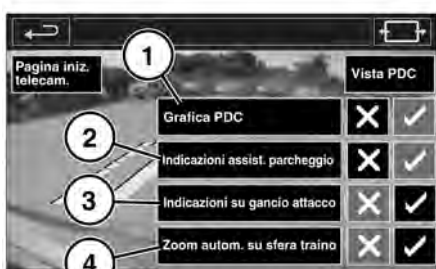 Pagina iniz.
telecam.
Vista PDC
1
Grafica PDC
2
Indicazioni assist. parcheggio
3
Indicazioni su gancio attacco
4
Zoom autom. su sfera traino